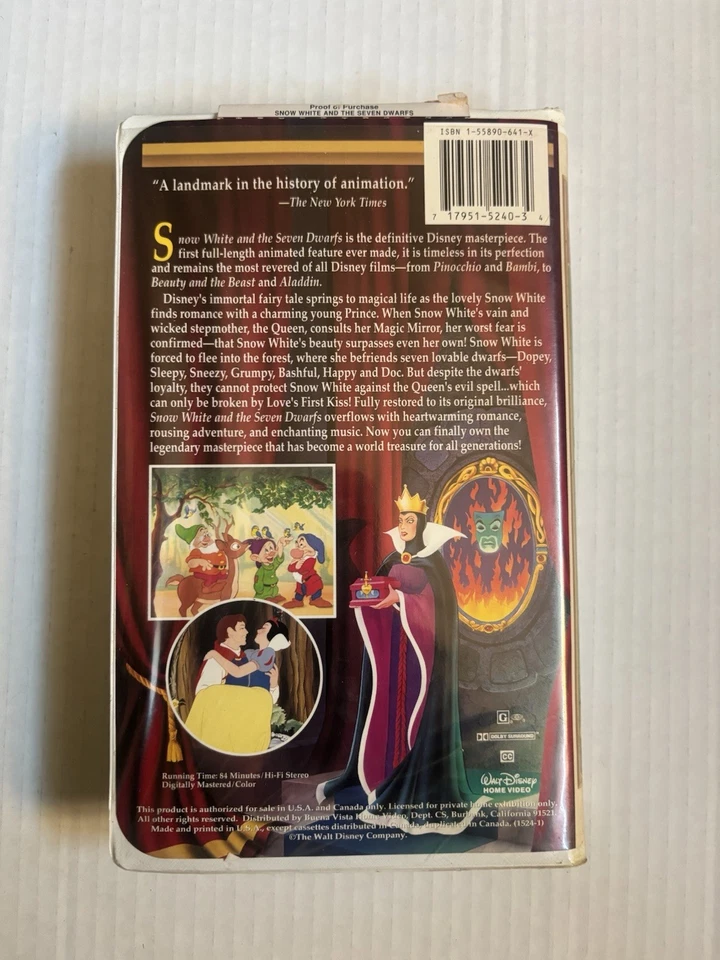 Proof of Purchase
SNOW WHITE AND THE SEVEN DWARFS
ISBN 1-55890-641-X
7 17951-5240-3 4
"A landmark in the history of animation."
—The New York Times
Snow White and the Seven Dwarfs is the definitive Disney masterpiece. The
first full-length animated feature ever made, it is timeless in its perfection
and remains the most revered of all Disney films—from Pinocchio and Bambi, to
Beauty and the Beast and Aladdin.
Disney's immortal fairy tale springs to magical life as the lovely Snow White
finds romance with a charming young Prince. When Snow White's vain and
wicked stepmother, the Queen, consults her Magic Mirror, her worst fear is
confirmed—that Snow White's beauty surpasses even her own! Snow White is
forced to flee into the forest, where she befriends seven lovable dwarfs—Dopey,
Sleepy, Sneezy, Grumpy, Bashful, Happy and Doc. But despite the dwarfs'
loyalty, they cannot protect Snow White against the Queen's evil spell...which
can only be broken by Love's First Kiss! Fully restored to its original brilliance,
Snow White and the Seven Dwarfs overflows with heartwarming romance,
rousing adventure, and enchanting music. Now you can finally own the
legendary masterpiece that has become a world treasure for all generations!
G
DOLBY SURROUND
CC
Walt Disney
HOME VIDEO
Running Time: 84 Minutes/Hi-Fi Stereo
Digitally Mastered/Color
This product is authorized for sale in U.S.A. and Canada only. Licensed for private home exhibition only.
All other rights reserved. Distributed by Buena Vista Home Video, Dept. CS, Burbank, California 91521
Made and printed in U.S.A., except cassettes distributed in Canada, duplicated in Canada. (1524-1)
©The Walt Disney Company.